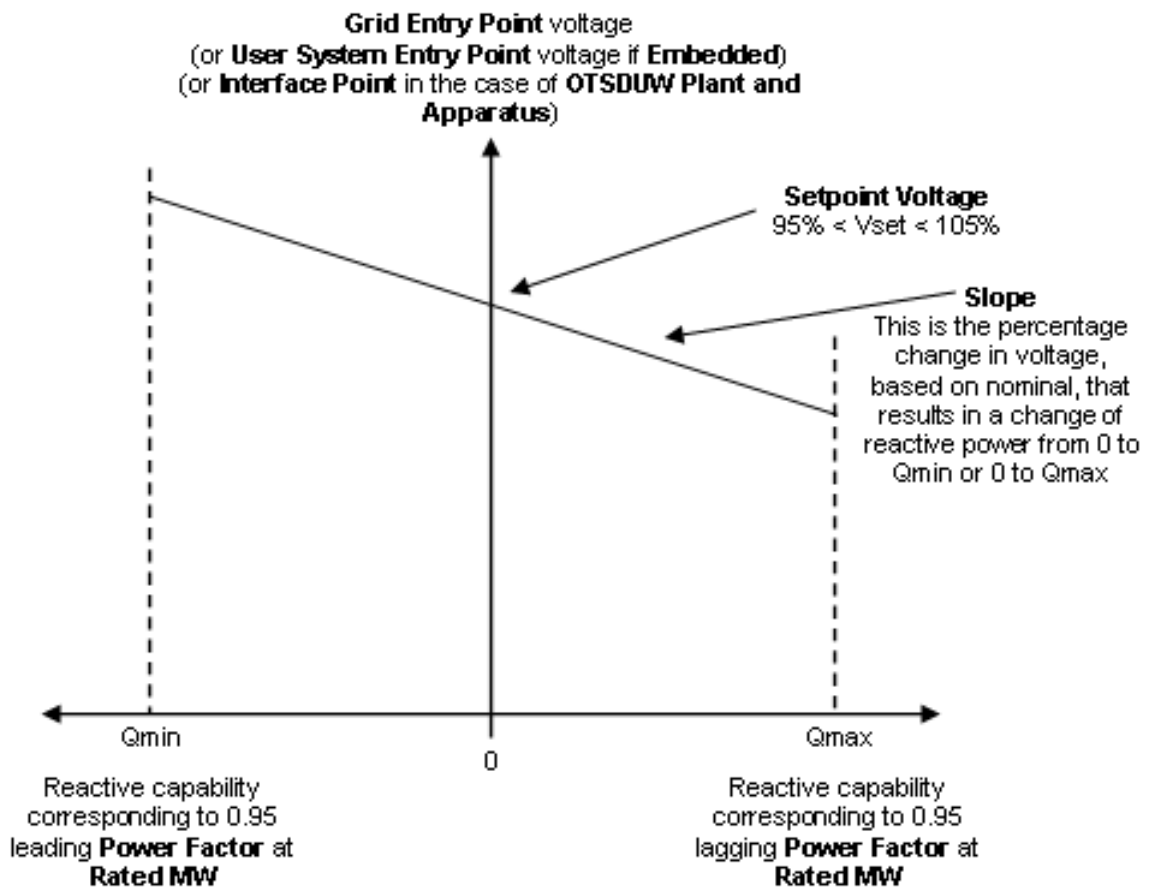 Grid Entry Point voltage
(or User System Entry Point voltage if Embedded)
(or Interface Point in the case of OTSDUW Plant and
Apparatus)
Setpoint Voltage
95% < Vset < 105%
Slope
This is the percentage
change in voltage,
based on nominal, that
results in a change of
reactive power from 0 to
Qmin or 0 to Qmax
Qmin
0
Qmax
Reactive capability
corresponding to 0.95
leading Power Factor at
Rated MW
Reactive capability
corresponding to 0.95
lagging Power Factor at
Rated MW